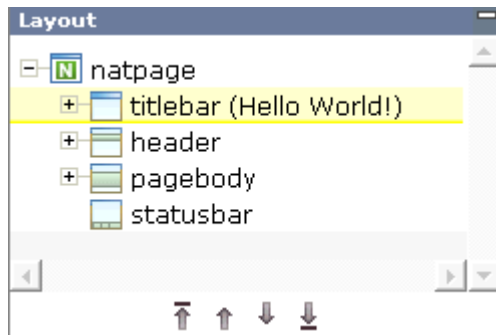 Layout
N natpage
titlebar (Hello World!)
header
pagebody
statusbar